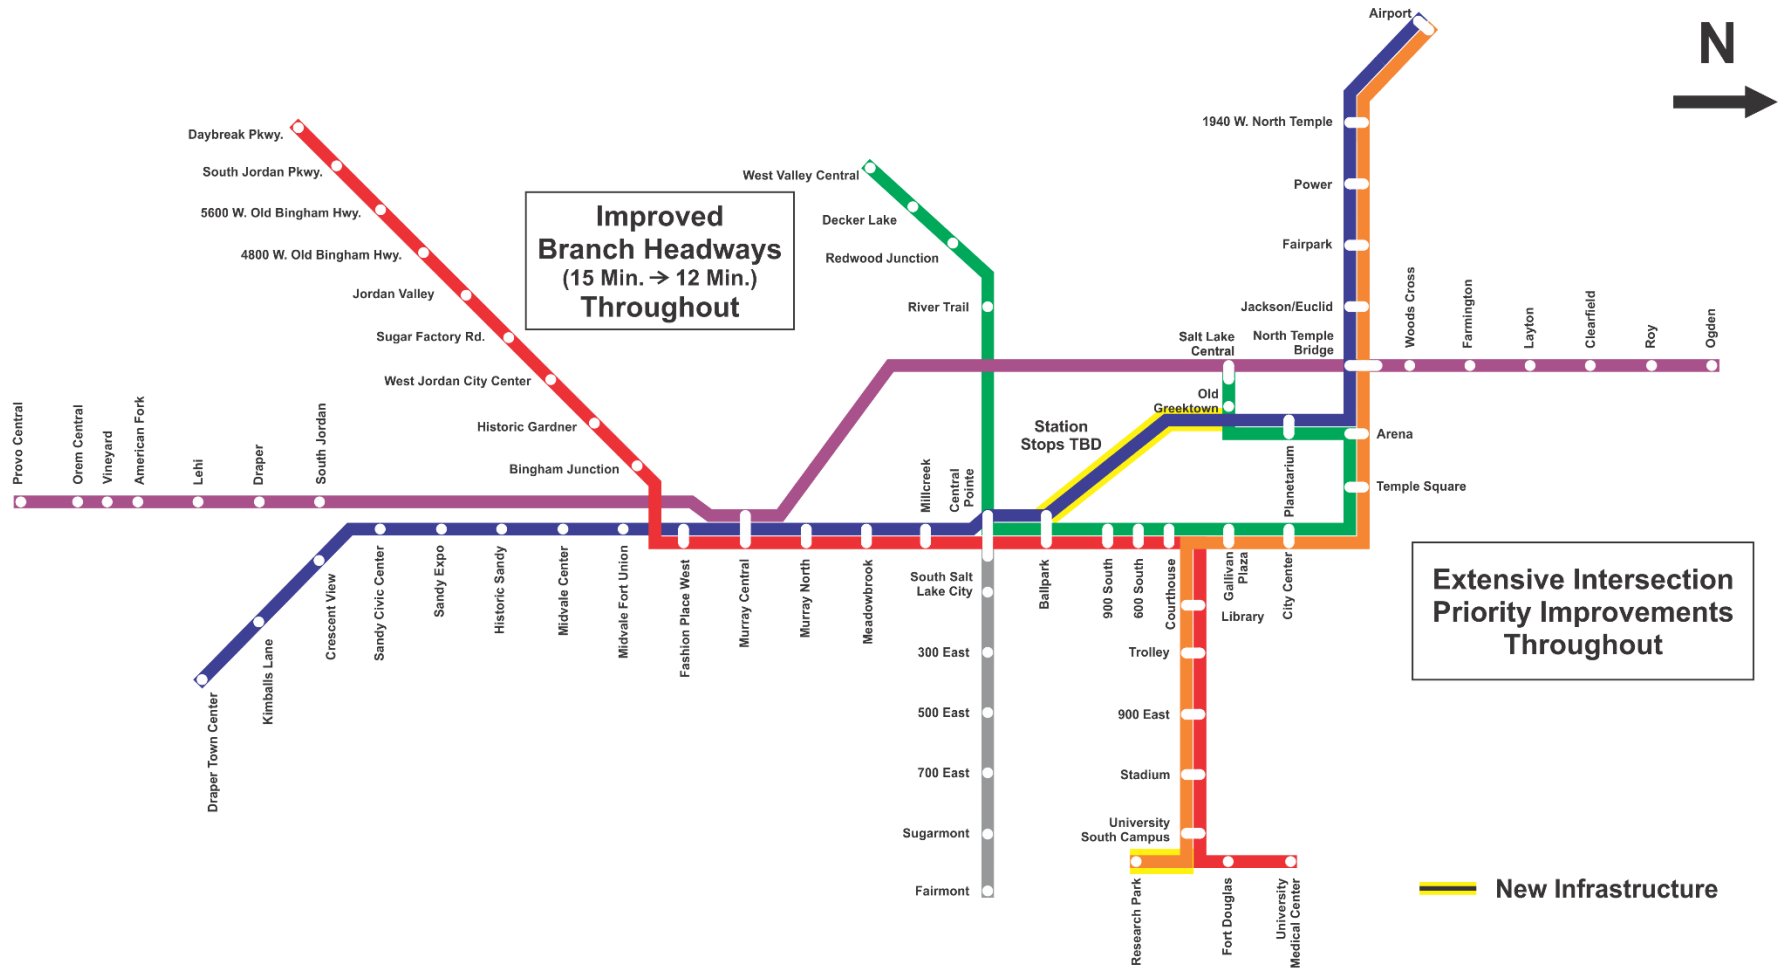 Airport
N
1940 W. North Temple
Power
Fairpark
Jackson/Euclid
North Temple
Bridge
Salt Lake
Central
Old
Greektown
Woods Cross
Farmington
Layton
Clearfield
Roy
Ogden
Arena
Temple Square
Planetarium
Daybreak Pkwy.
South Jordan Pkwy.
5600 W. Old Bingham Hwy.
4800 W. Old Bingham Hwy.
Jordan Valley
Sugar Factory Rd.
West Jordan City Center
Historic Gardner
Bingham Junction
Improved
Branch Headways
(15 Min. → 12 Min.)
Throughout
West Valley Central
Decker Lake
Redwood Junction
River Trail
Station
Stops TBD
Provo Central
Orem Central
Vineyard
American Fork
Lehi
Draper
South Jordan
Millcreek
Central
Pointe
Draper Town Center
Kimballs Lane
Crescent View
Sandy Civic Center
Sandy Expo
Historic Sandy
Midvale Center
Midvale Fort Union
Fashion Place West
Murray Central
Murray North
Meadowbrook
South Salt
Lake City
300 East
500 East
700 East
Sugarmont
Fairmont
Ballpark
900 South
600 South
Courthouse
Gallivan
Plaza
City Center
Library
Trolley
900 East
Stadium
University
South Campus
Research Park
Fort Douglas
University
Medical Center
Extensive Intersection
Priority Improvements
Throughout
New Infrastructure